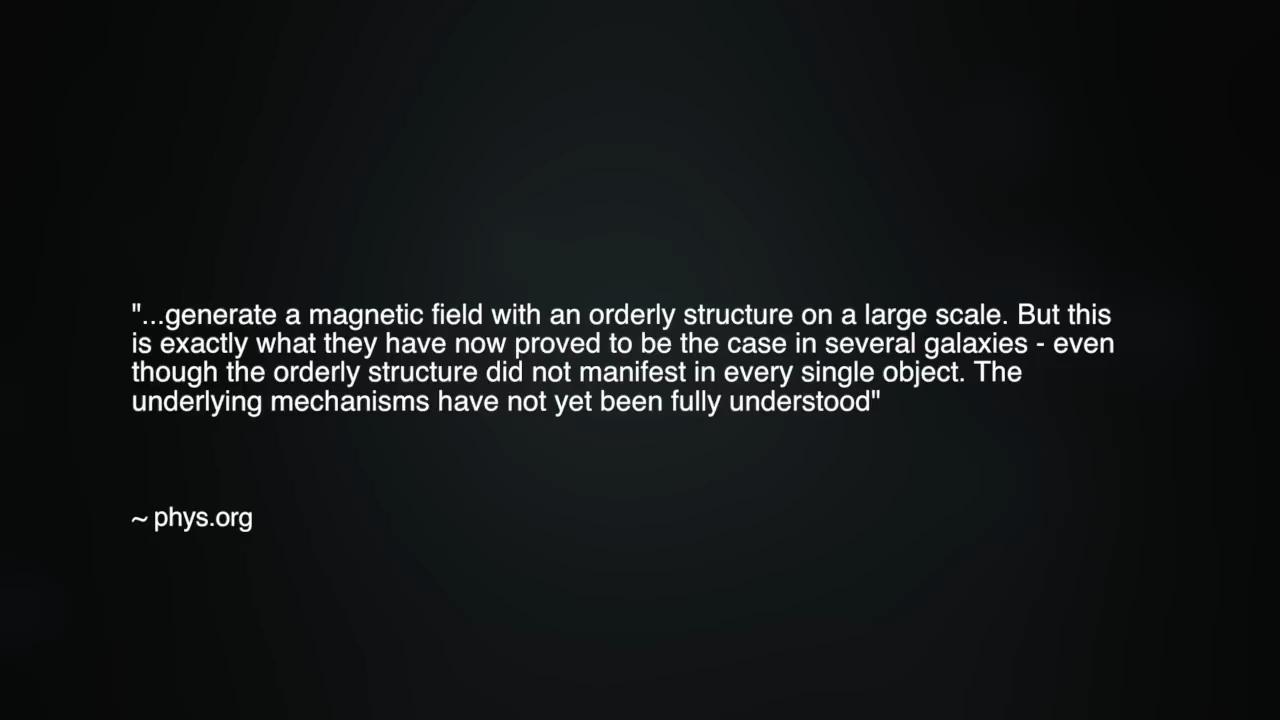 "...generate a magnetic field with an orderly structure on a large scale. But this
is exactly what they have now proved to be the case in several galaxies - even
though the orderly structure did not manifest in every single object. The
underlying mechanisms have not yet been fully understood"
~ phys.org